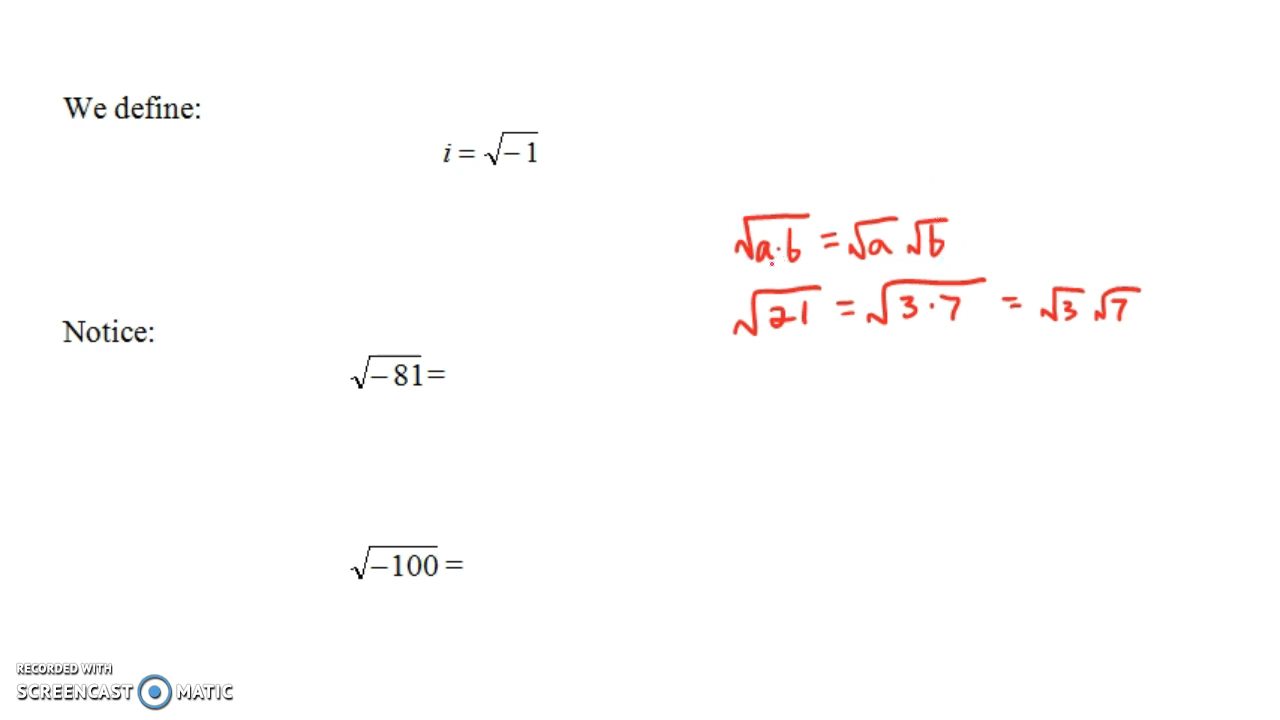 We define:
i = √-1
√a·b = √a √b
√21 = √3·7 = √3 √7
Notice:
√-81 =
√-100 =
RECORDED WITH
SCREENCAST MATIC